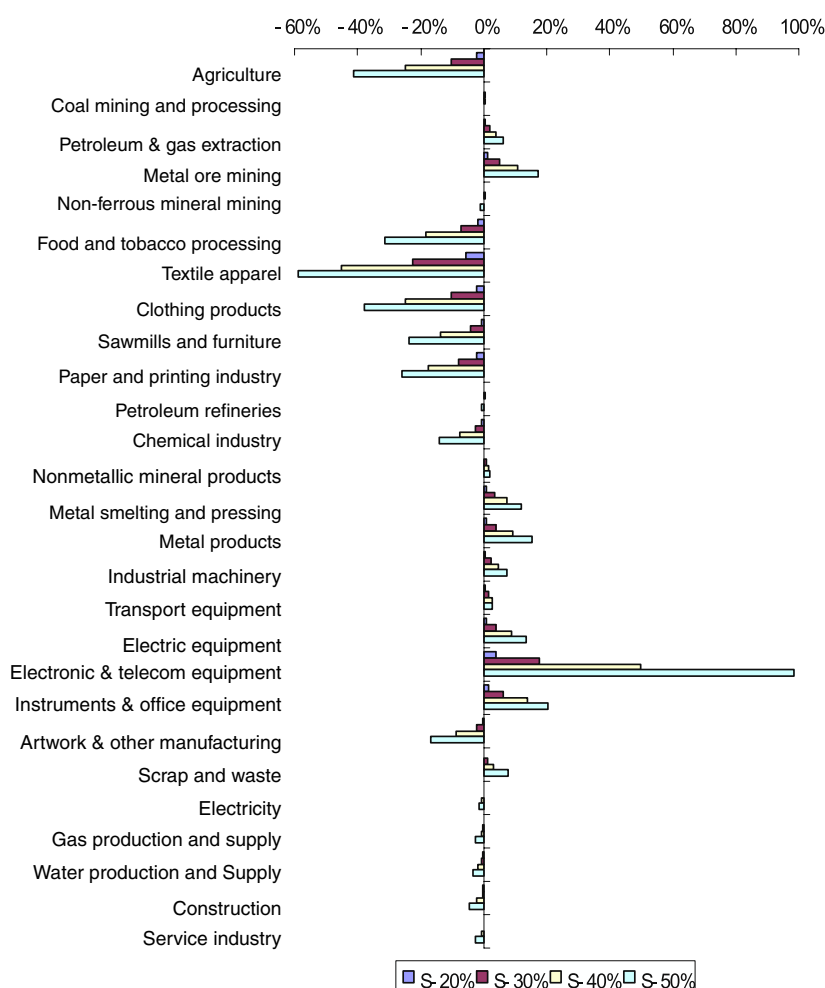 - 60% - 40% - 20% 0% 20% 40% 60% 80% 100%
Agriculture
Coal mining and processing
Petroleum & gas extraction
Metal ore mining
Non-ferrous mineral mining
Food and tobacco processing
Textile apparel
Clothing products
Sawmills and furniture
Paper and printing industry
Petroleum refineries
Chemical industry
Nonmetallic mineral products
Metal smelting and pressing
Metal products
Industrial machinery
Transport equipment
Electric equipment
Electronic & telecom equipment
Instruments & office equipment
Artwork & other manufacturing
Scrap and waste
Electricity
Gas production and supply
Water production and Supply
Construction
Service industry
S- 20% S- 30% S- 40% S- 50%